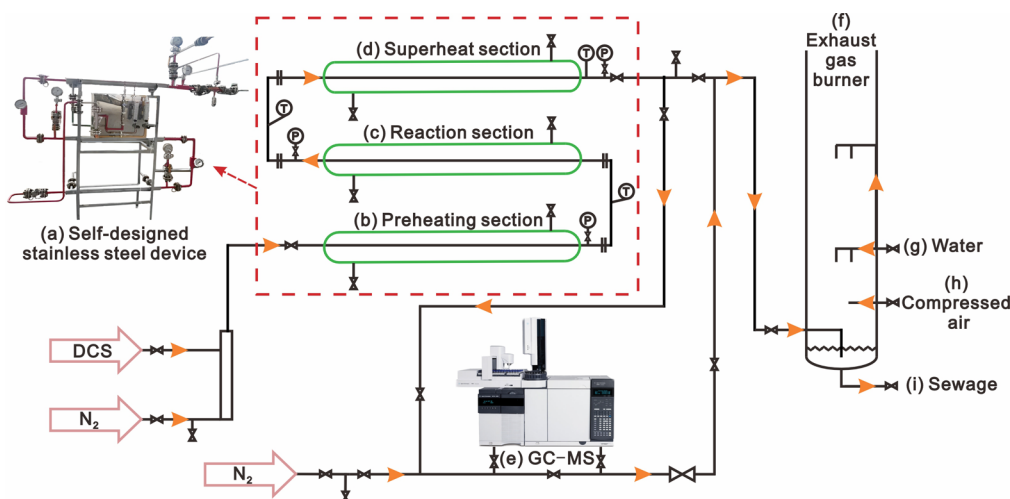 (d) Superheat section
T
P
(f)
Exhaust
gas
burner
T
P
(c) Reaction section
T
(b) Preheating section
P
(a) Self-designed
stainless steel device
(g) Water
(h)
Compressed
air
DCS
(i) Sewage
N₂
(e) GC-MS
N₂